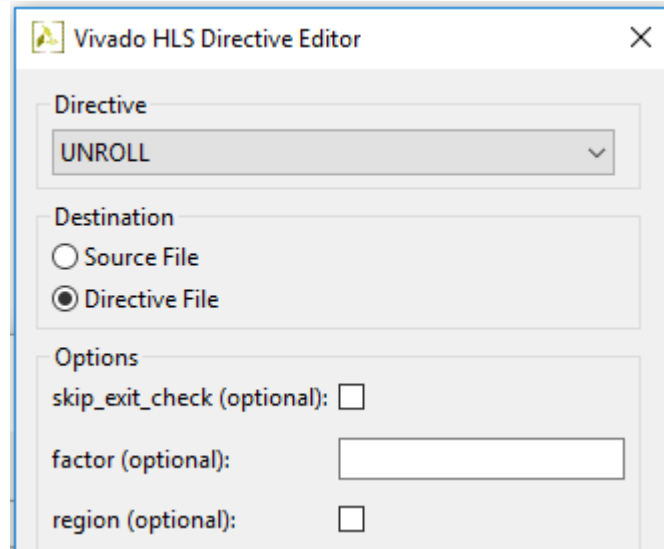 Vivado HLS Directive Editor
Directive
UNROLL
Destination
Source File
Directive File
Options
skip_exit_check (optional):
factor (optional):
region (optional):